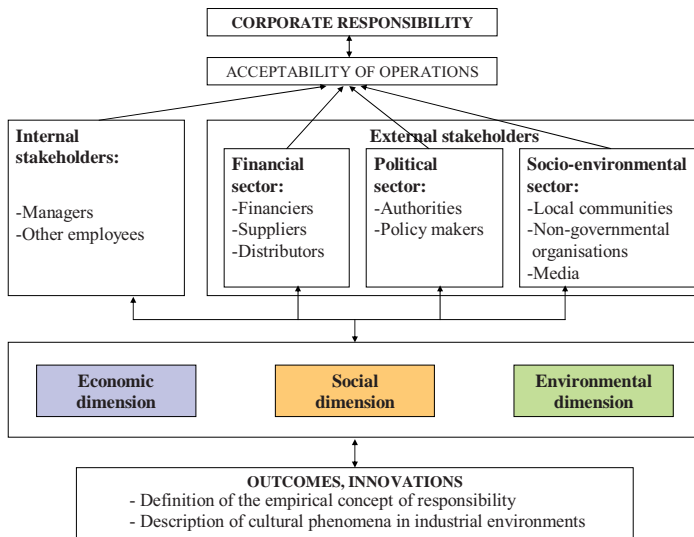 CORPORATE RESPONSIBILITY
ACCEPTABILITY OF OPERATIONS
Internal
stakeholders:
-Managers
-Other employees
External stakeholders
Financial
sector:
-Financiers
-Suppliers
-Distributors
Political
sector:
-Authorities
-Policy makers
Socio-environmental
sector:
-Local communities
-Non-governmental
organisations
-Media
Economic
dimension
Social
dimension
Environmental
dimension
OUTCOMES, INNOVATIONS
- Definition of the empirical concept of responsibility
- Description of cultural phenomena in industrial environments